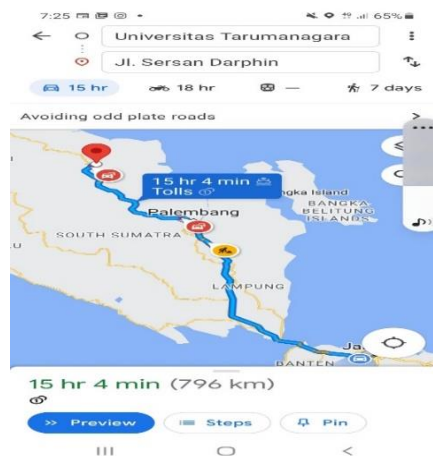 7:25 65%
Universitas Tarumanagara
Jl. Sersan Darphin
15 hr 18 hr — 7 days
Avoiding odd plate roads
15 hr 4 min
Tolls
ngka Island
BANGKA
BELITUNG
ISLANDS
Palembang
SOUTH SUMATRA
LAMPUNG
Ja
BANTEN
15 hr 4 min (796 km)
Preview Steps Pin